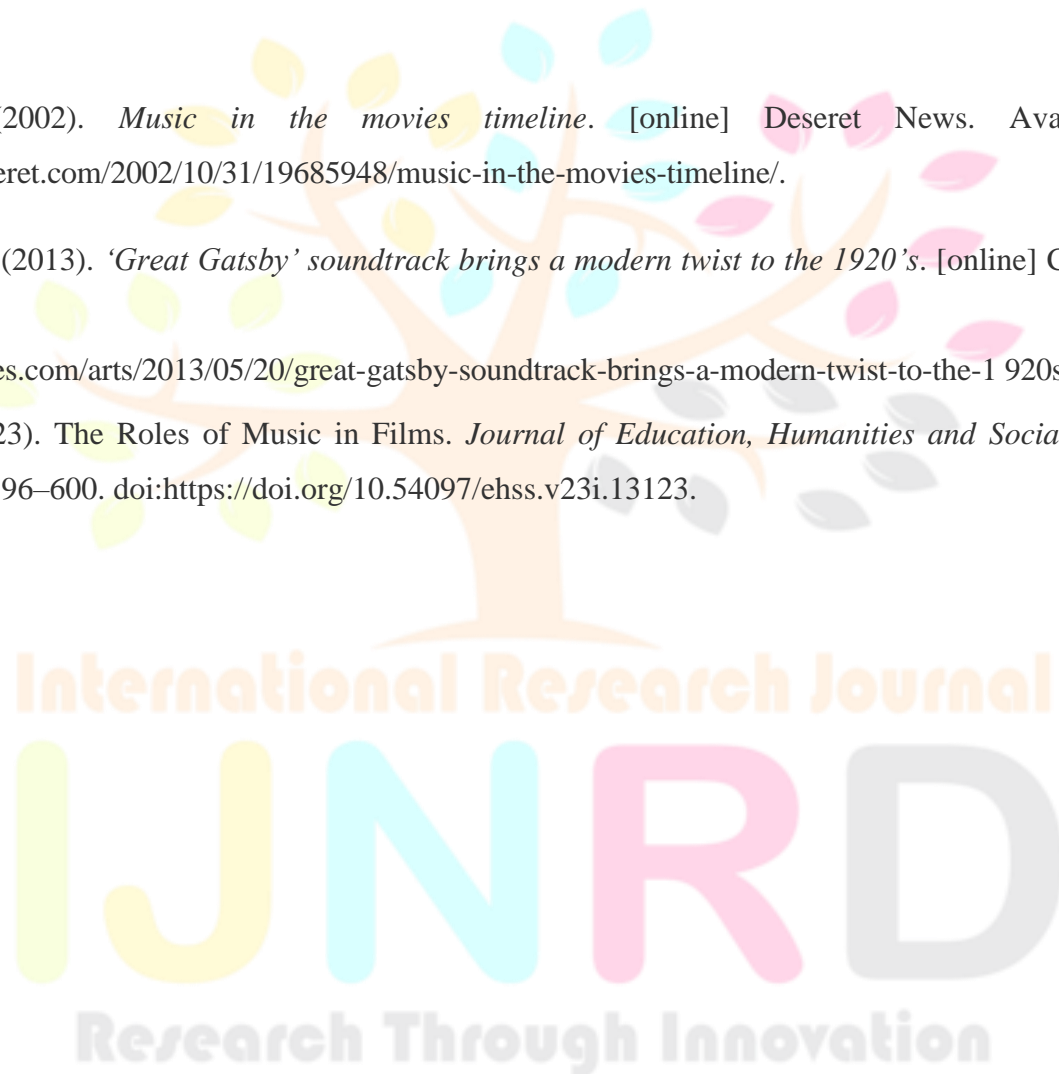 (2002). Music in the movies timeline. [online] Deseret News. Ava
eret.com/2002/10/31/19685948/music-in-the-movies-timeline/.
(2013). ‘Great Gatsby’ soundtrack brings a modern twist to the 1920’s. [online] C
es.com/arts/2013/05/20/great-gatsby-soundtrack-brings-a-modern-twist-to-the-1 920s
23). The Roles of Music in Films. Journal of Education, Humanities and Socia
96–600. doi:https://doi.org/10.54097/ehss.v23i.13123.
International Research Journal
IJNRD
Research Through Innovation